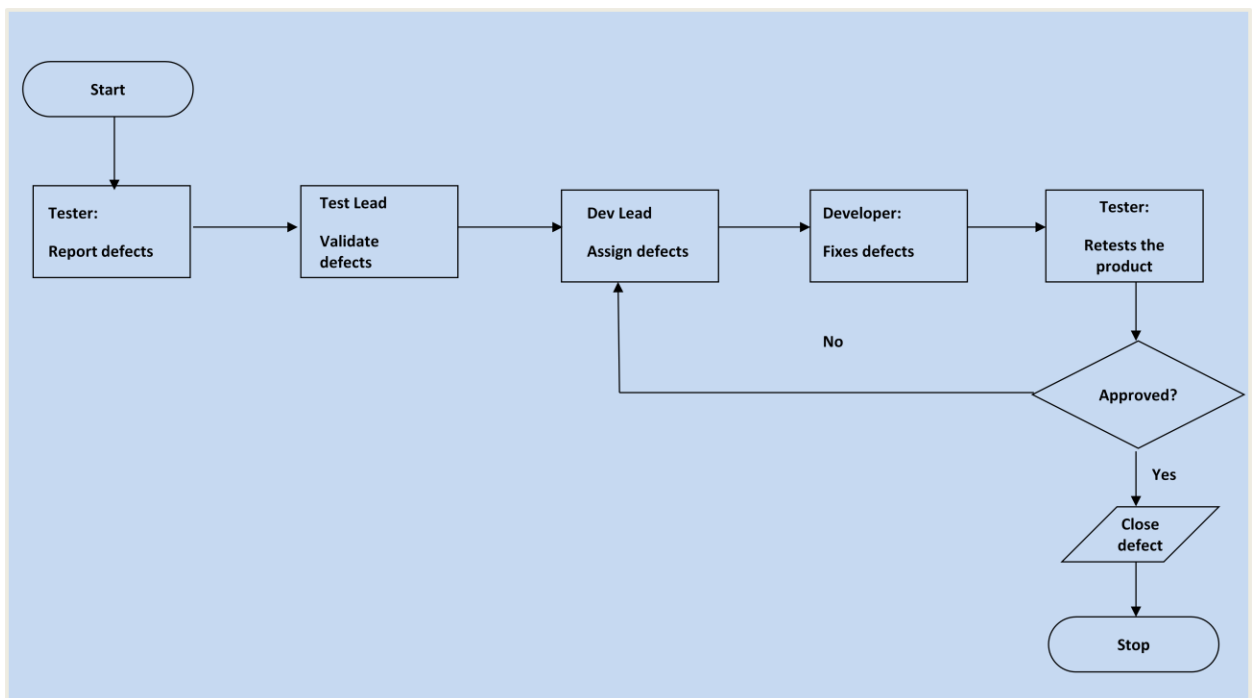 Start
Tester:
Report defects
Test Lead
Validate
defects
Dev Lead
Assign defects
Developer:
Fixes defects
Tester:
Retests the
product
No
Approved?
Yes
Close
defect
Stop